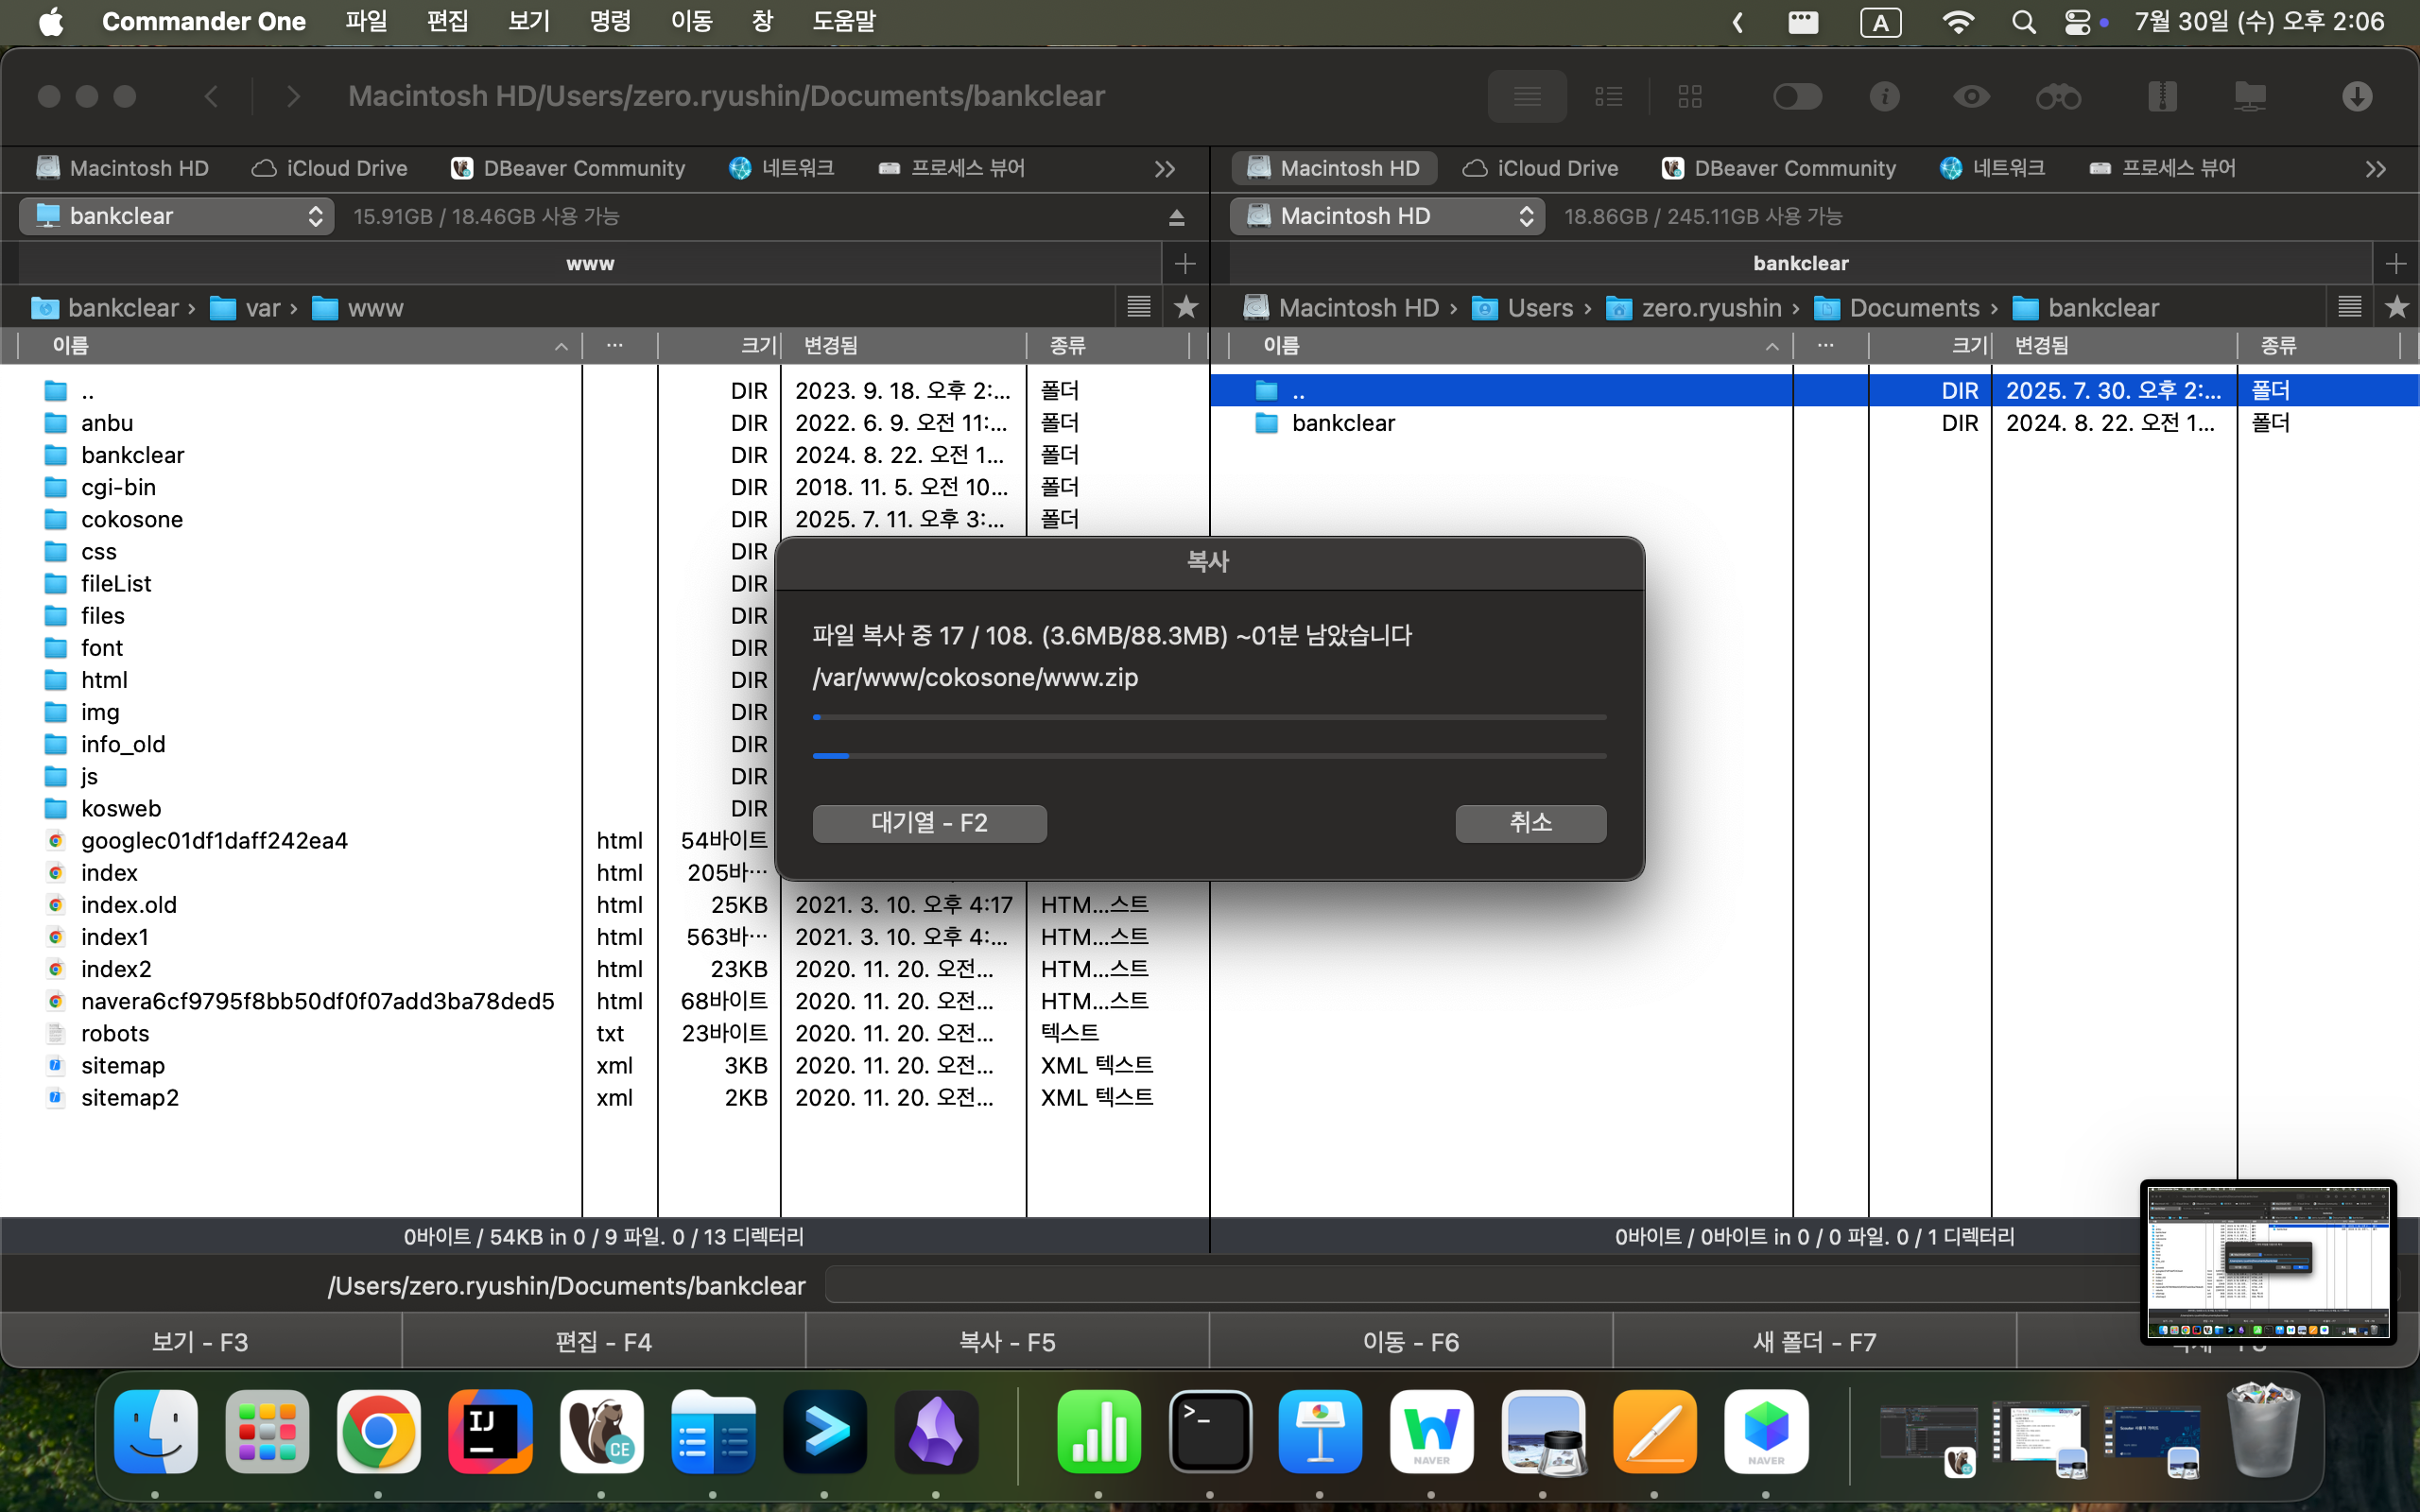 Commander One 파일 편집 보기 명령 이동 창 도움말 A 7월 30일 (수) 오후 2:06
Macintosh HD/Users/zero.ryushin/Documents/bankclear
Macintosh HD iCloud Drive DBeaver Community 네트워크 프로세스 뷰어
Macintosh HD iCloud Drive DBeaver Community 네트워크 프로세스 뷰어
bankclear 15.91GB / 18.46GB 사용 가능
Macintosh HD 18.86GB / 245.11GB 사용 가능
www
bankclear
bankclear › var › www
Macintosh HD › Users › zero.ryushin › Documents › bankclear
이름 ... 크기 변경됨 종류
.. DIR 2023. 9. 18. 오후 2:... 폴더
anbu DIR 2022. 6. 9. 오전 11:... 폴더
bankclear DIR 2024. 8. 22. 오전 1... 폴더
cgi-bin DIR 2018. 11. 5. 오전 10... 폴더
cokosone DIR 2025. 7. 11. 오후 3:... 폴더
css DIR
fileList DIR
files DIR
font DIR
html DIR
img DIR
info_old DIR
js DIR
kosweb DIR
googlec01df1daff242ea4 html 54바이트
index html 205바...
index.old html 25KB 2021. 3. 10. 오후 4:17 HTM...스트
index1 html 563바... 2021. 3. 10. 오후 4:... HTM...스트
index2 html 23KB 2020. 11. 20. 오전... HTM...스트
navera6cf9795f8bb50df0f07add3ba78ded5 html 68바이트 2020. 11. 20. 오전... HTM...스트
robots txt 23바이트 2020. 11. 20. 오전... 텍스트
sitemap xml 3KB 2020. 11. 20. 오전... XML 텍스트
sitemap2 xml 2KB 2020. 11. 20. 오전... XML 텍스트
이름 ... 크기 변경됨 종류
.. DIR 2025. 7. 30. 오후 2:... 폴더
bankclear DIR 2024. 8. 22. 오전 1... 폴더
복사
파일 복사 중 17 / 108. (3.6MB/88.3MB) ~01분 남았습니다
/var/www/cokosone/www.zip
대기열 - F2 취소
0바이트 / 54KB in 0 / 9 파일. 0 / 13 디렉터리
0바이트 / 0바이트 in 0 / 0 파일. 0 / 1 디렉터리
/Users/zero.ryushin/Documents/bankclear
보기 - F3 편집 - F4 복사 - F5 이동 - F6 새 폴더 - F7
IJ CE >_ NAVER NAVER